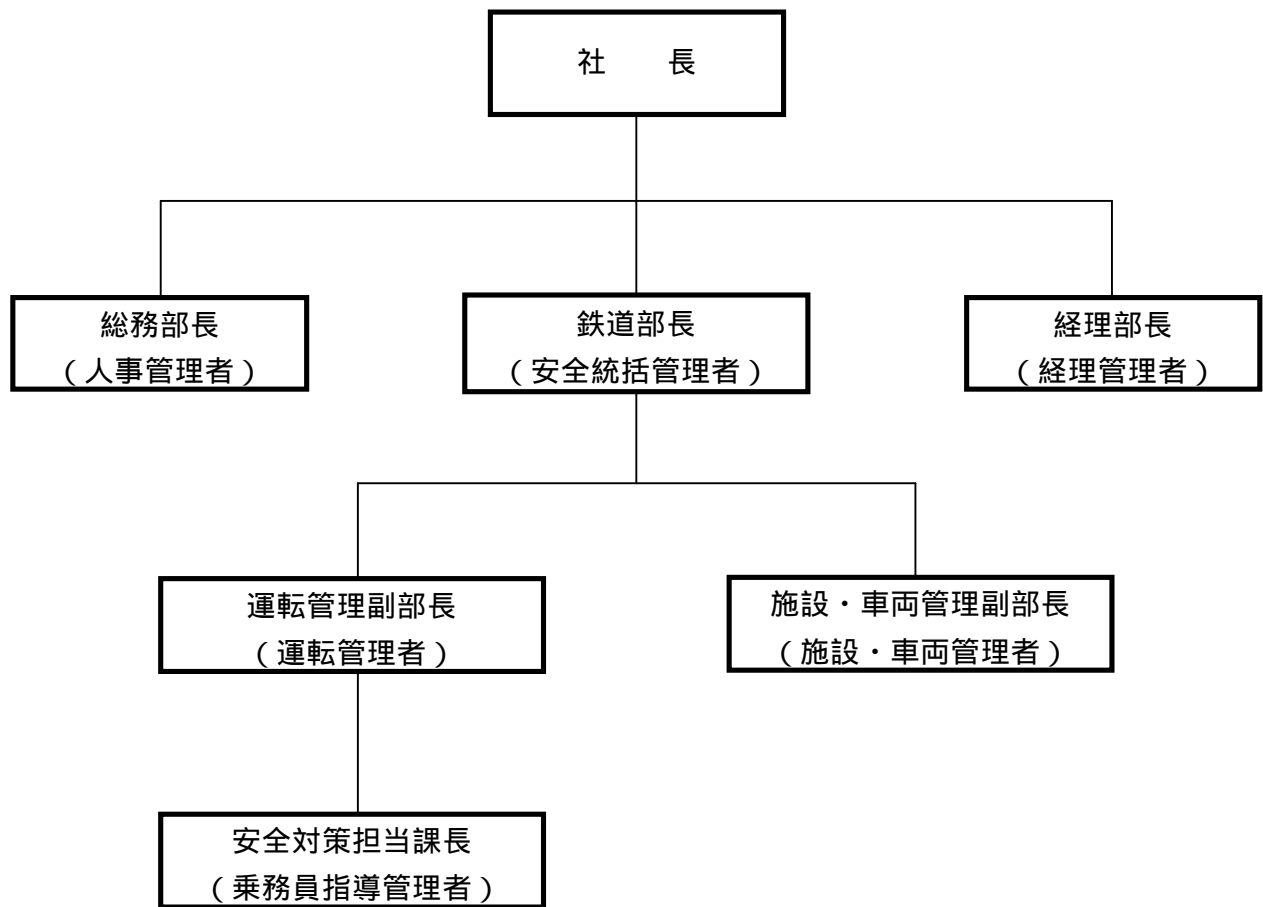 社　　長
総務部長
（人事管理者）
鉄道部長
（安全統括管理者）
経理部長
（経理管理者）
運転管理副部長
（運転管理者）
施設・車両管理副部長
（施設・車両管理者）
安全対策担当課長
（乗務員指導管理者）